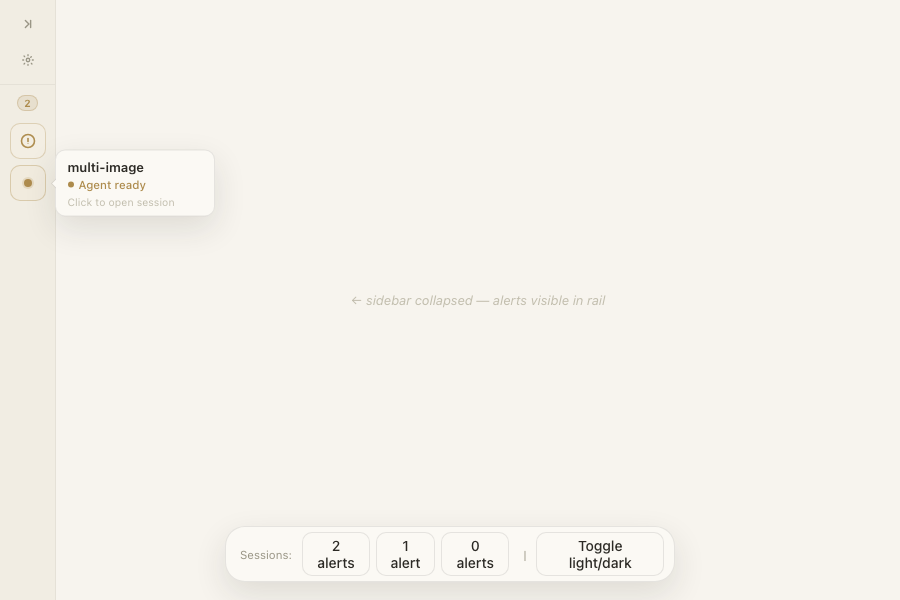 2
multi-image
Agent ready
Click to open session
← sidebar collapsed — alerts visible in rail
Sessions:
2
alerts
1
alert
0
alerts
|
Toggle
light/dark